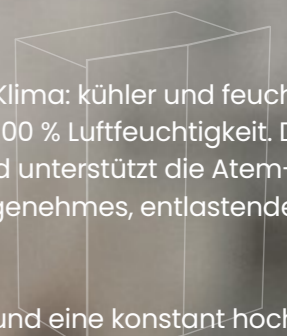 Klima: kühler und feuch
00 % Luftfeuchtigkeit. D
d unterstützt die Atem-
genehmes, entlastende
und eine konstant hoch